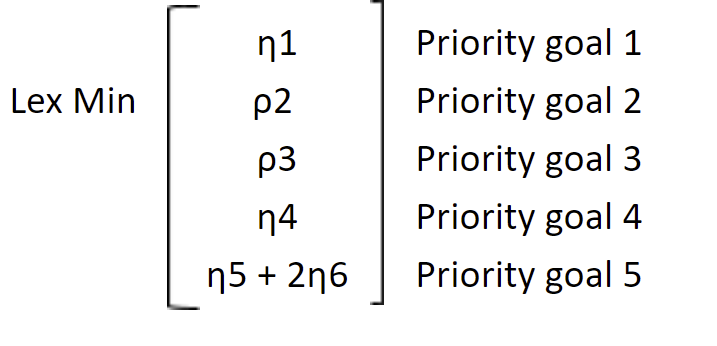 η1 Priority goal 1
Lex Min ρ2 Priority goal 2
ρ3 Priority goal 3
η4 Priority goal 4
η5 + 2η6 Priority goal 5